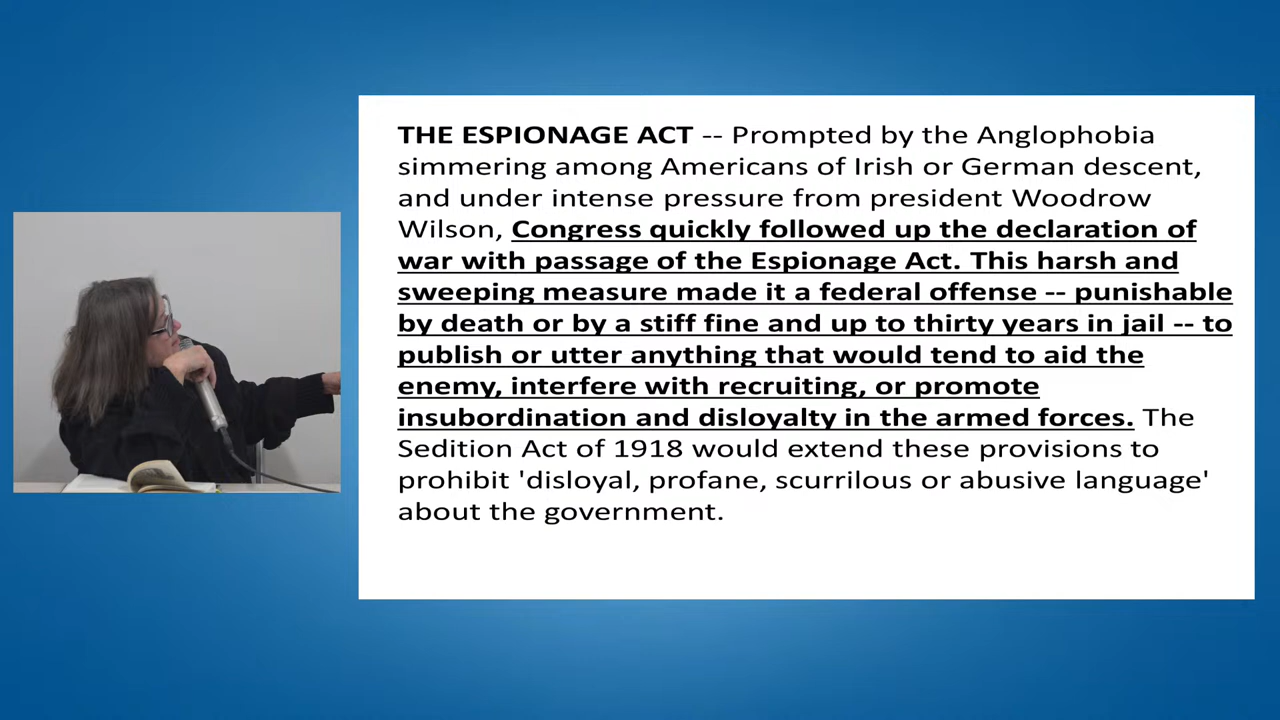 THE ESPIONAGE ACT -- Prompted by the Anglophobia
simmering among Americans of Irish or German descent,
and under intense pressure from president Woodrow
Wilson, Congress quickly followed up the declaration of
war with passage of the Espionage Act. This harsh and
sweeping measure made it a federal offense -- punishable
by death or by a stiff fine and up to thirty years in jail -- to
publish or utter anything that would tend to aid the
enemy, interfere with recruiting, or promote
insubordination and disloyalty in the armed forces. The
Sedition Act of 1918 would extend these provisions to
prohibit 'disloyal, profane, scurrilous or abusive language'
about the government.